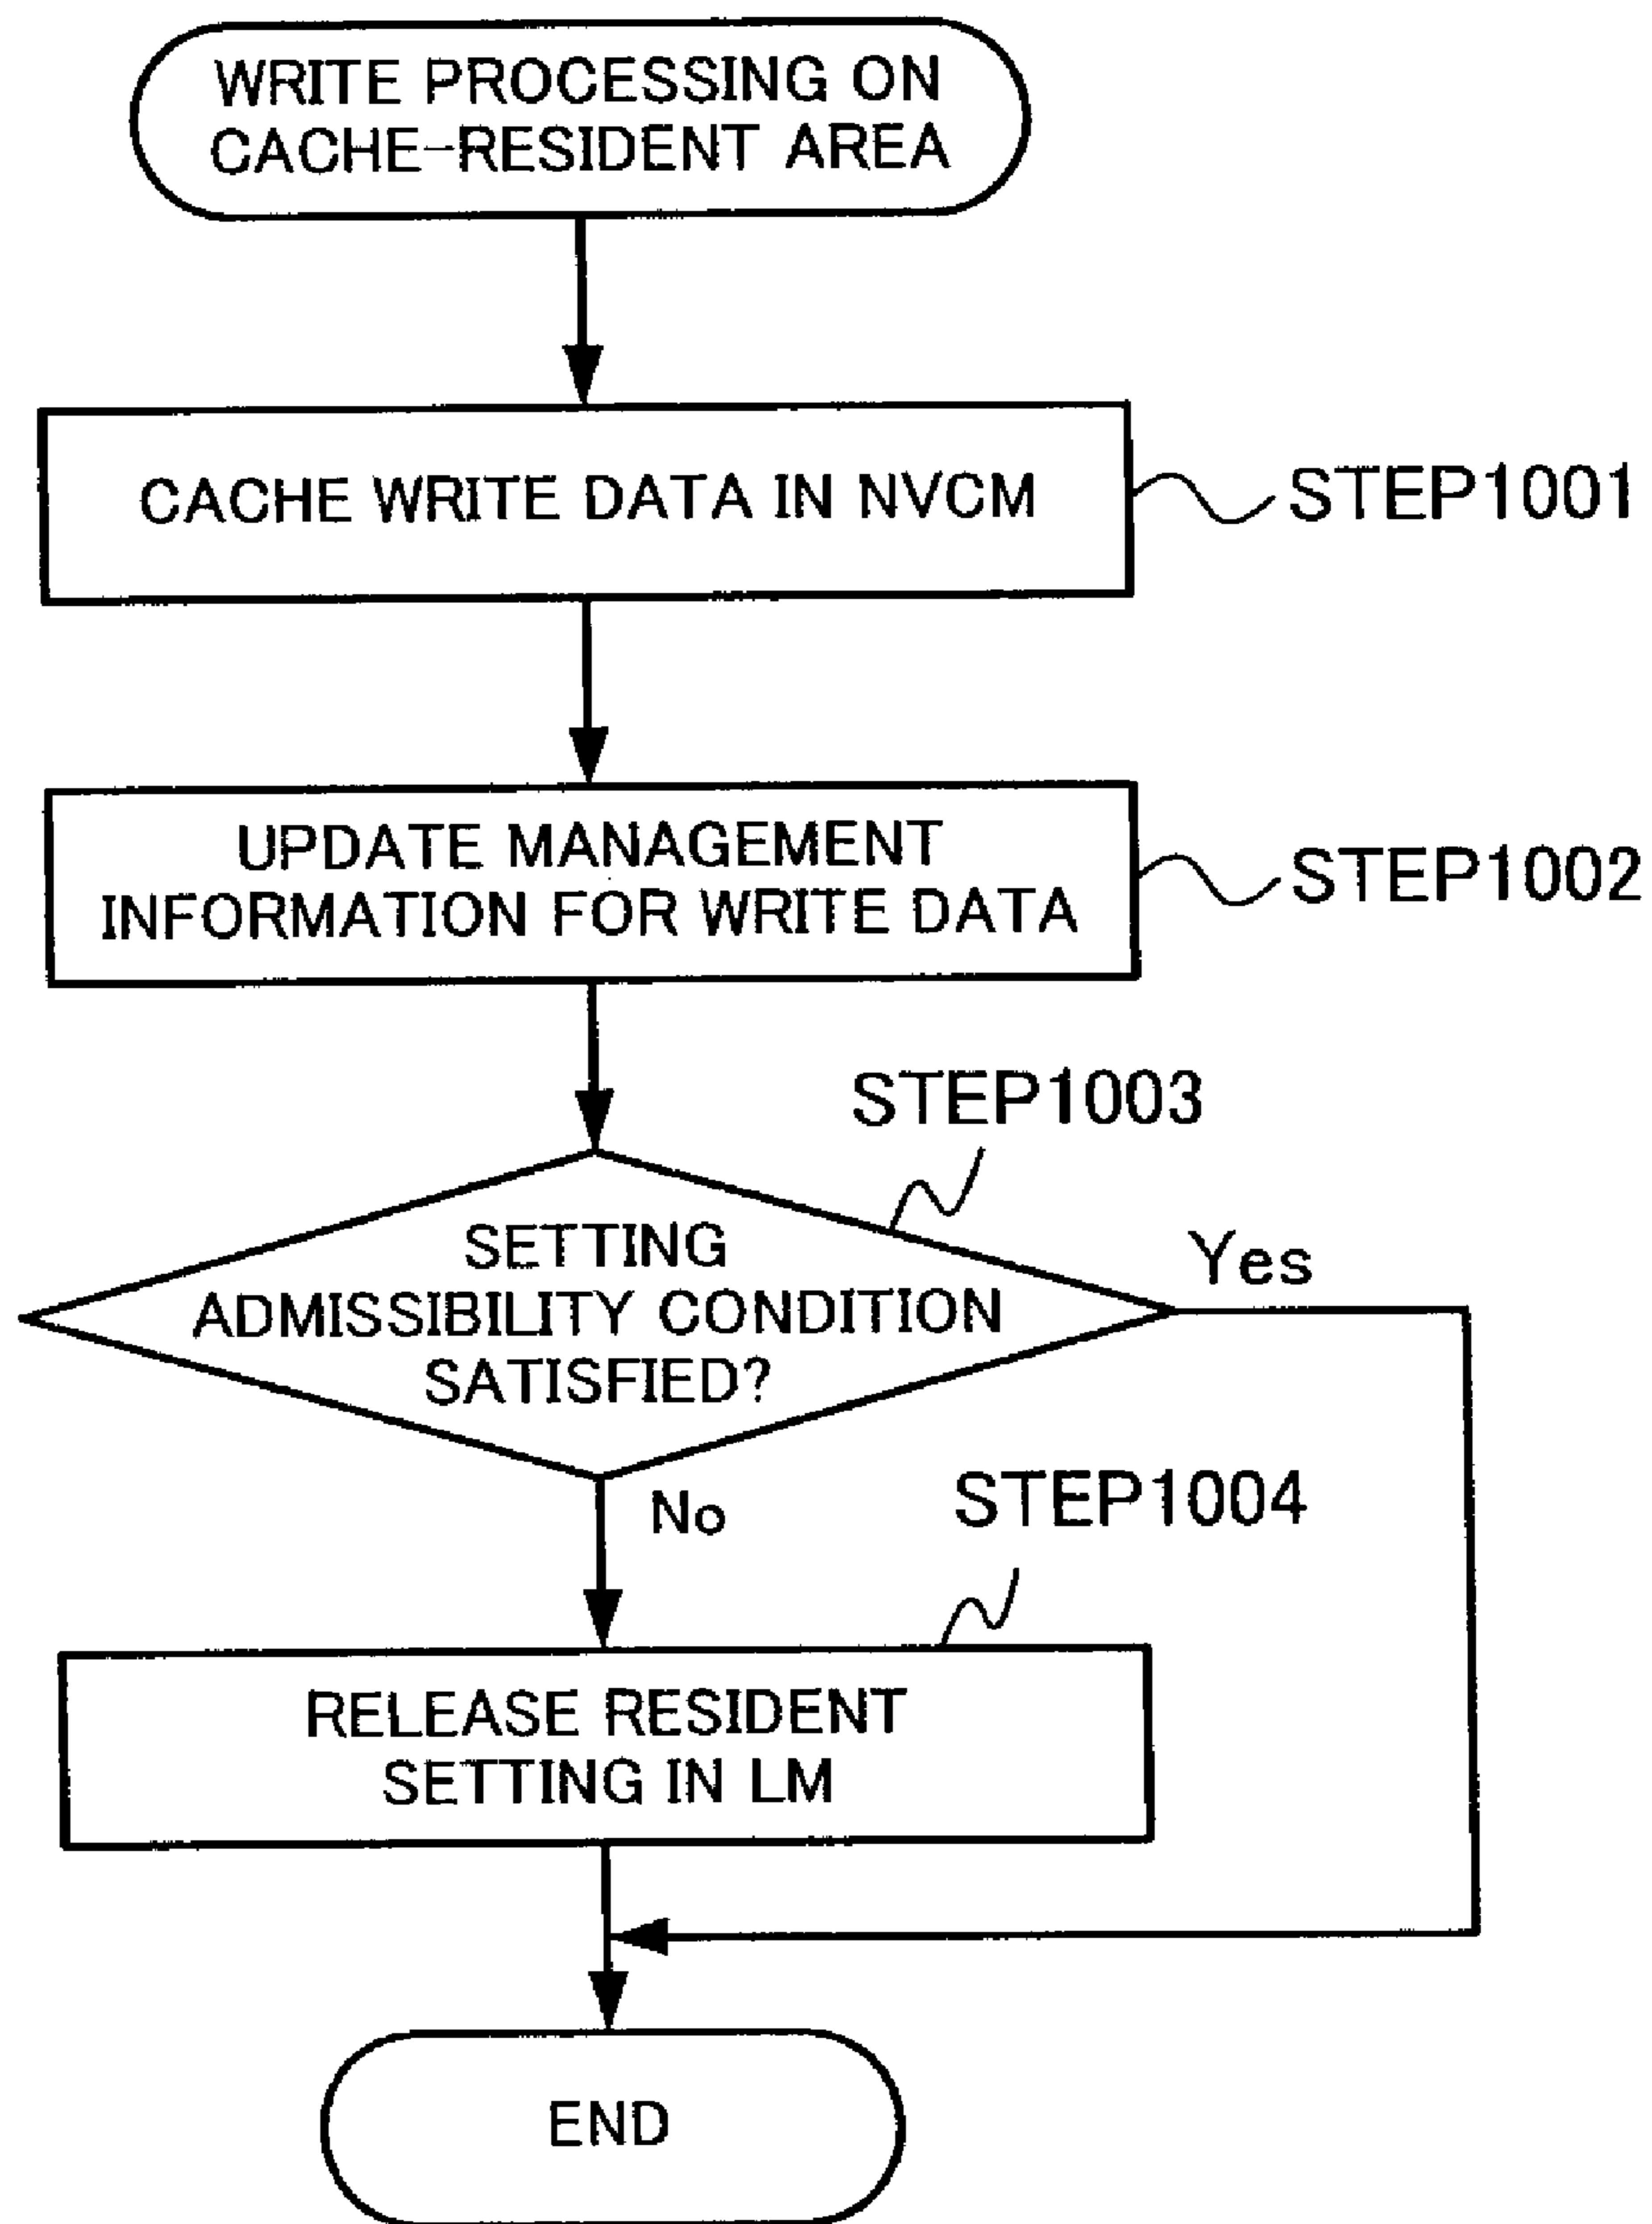 WRITE PROCESSING ON
CACHE-RESIDENT AREA
CACHE WRITE DATA IN NVCM
STEP1001
UPDATE MANAGEMENT
INFORMATION FOR WRITE DATA
STEP1002
STEP1003
SETTING
ADMISSIBILITY CONDITION
SATISFIED?
Yes
No
STEP1004
RELEASE RESIDENT
SETTING IN LM
END